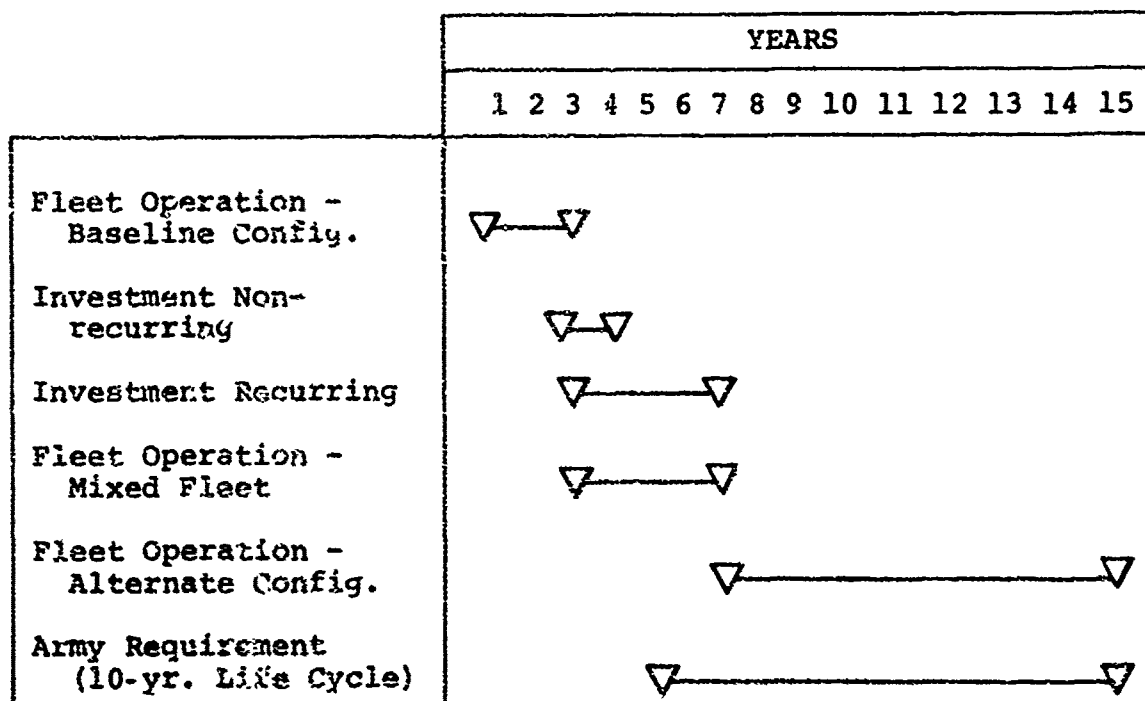 YEARS
1 2 3 4 5 6 7 8 9 10 11 12 13 14 15
Fleet Operation -
Baseline Config.
Investment Non-
recurring
Investment Recurring
Fleet Operation -
Mixed Fleet
Fleet Operation -
Alternate Config.
Army Requirement
(10-yr. Life Cycle)